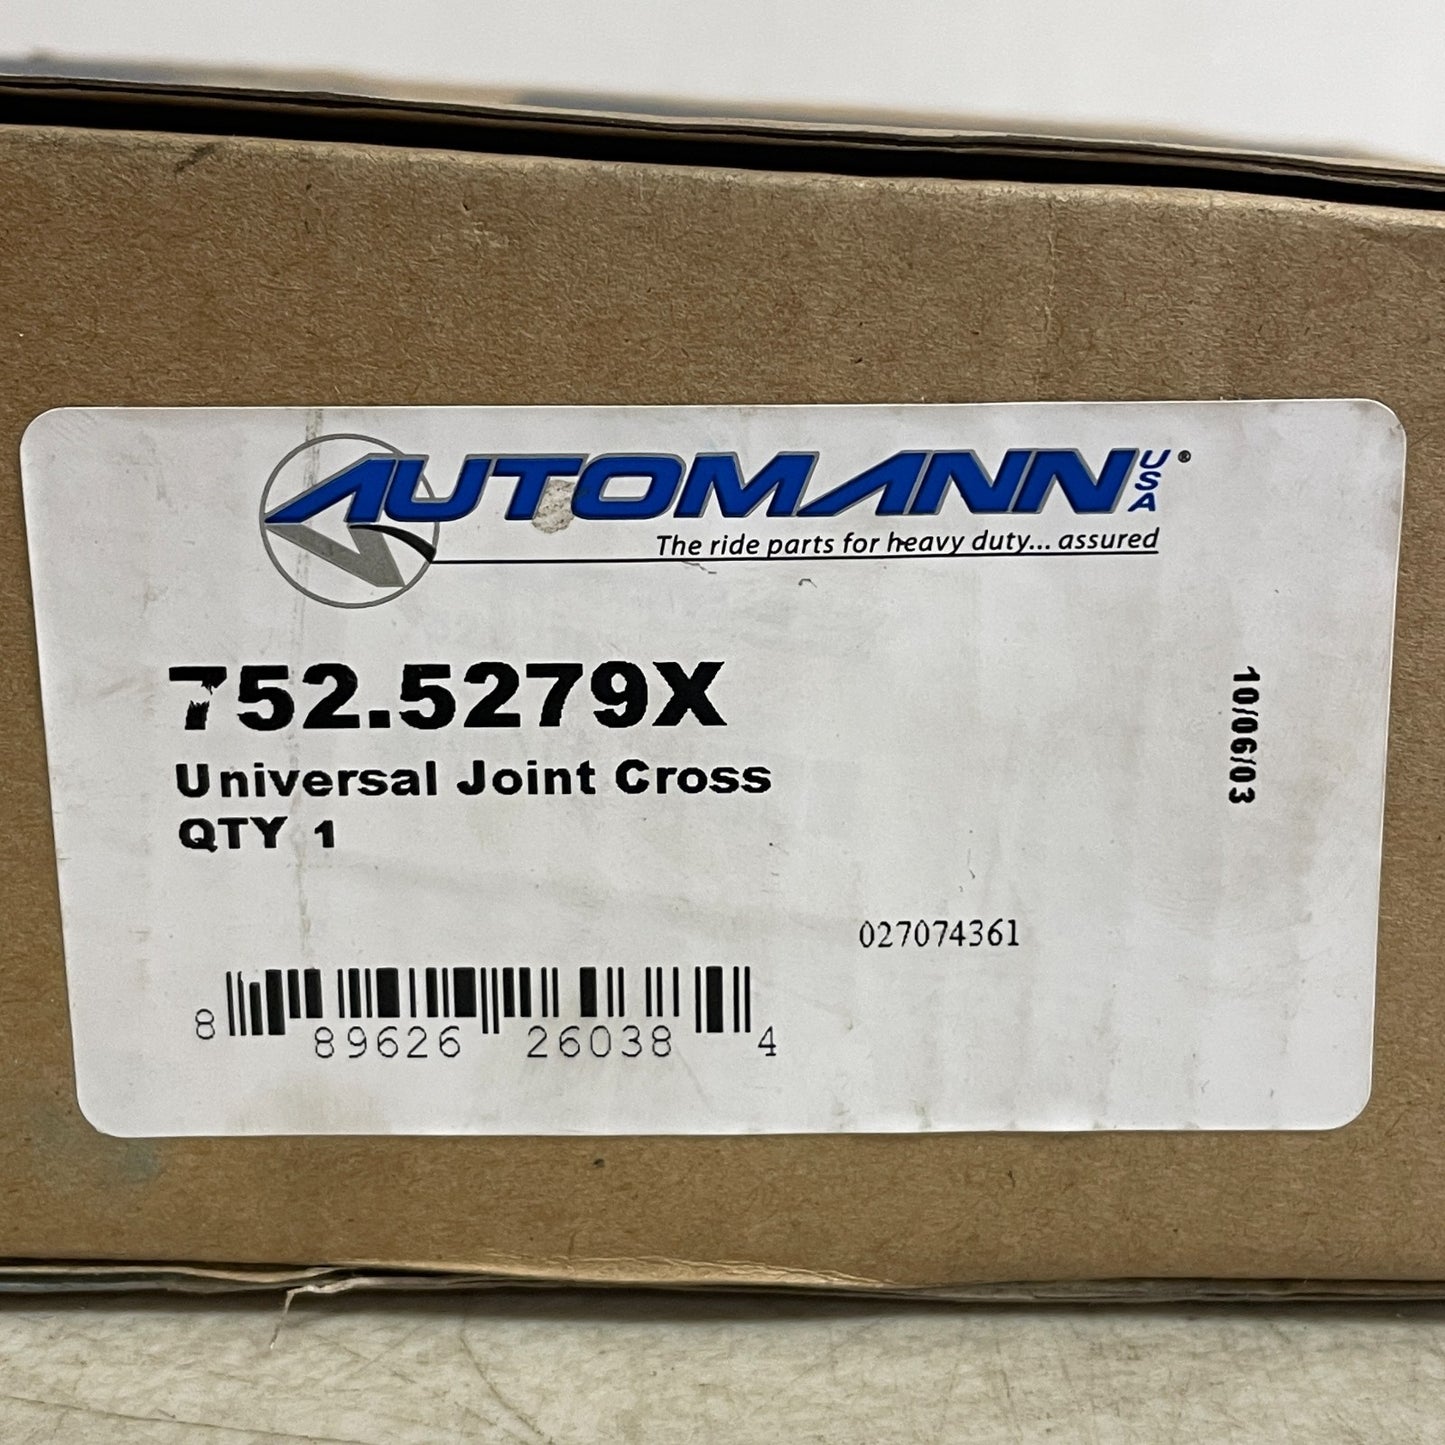 AUTOMANN USA®
The ride parts for heavy duty... assured
752.5279X
Universal Joint Cross
QTY 1
10/06/03
027074361
8 89626 26038 4